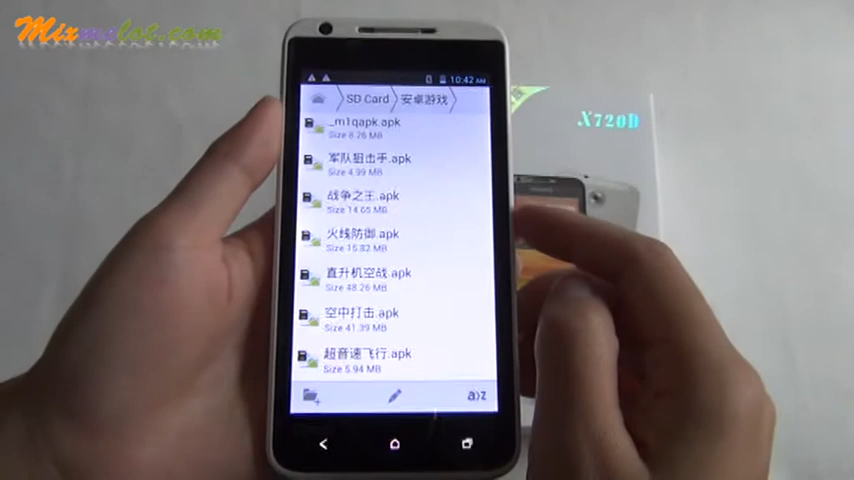 Mixmalot.com
10:42 AM
SD Card
安卓游戏
_m1qapk.apk
Size 8.26 MB
军队狙击手.apk
Size 4.99 MB
战争之王.apk
Size 14.65 MB
火线防御.apk
Size 15.82 MB
直升机空战.apk
Size 48.26 MB
空中打击.apk
Size 41.39 MB
超音速飞行.apk
Size 5.94 MB
X720D